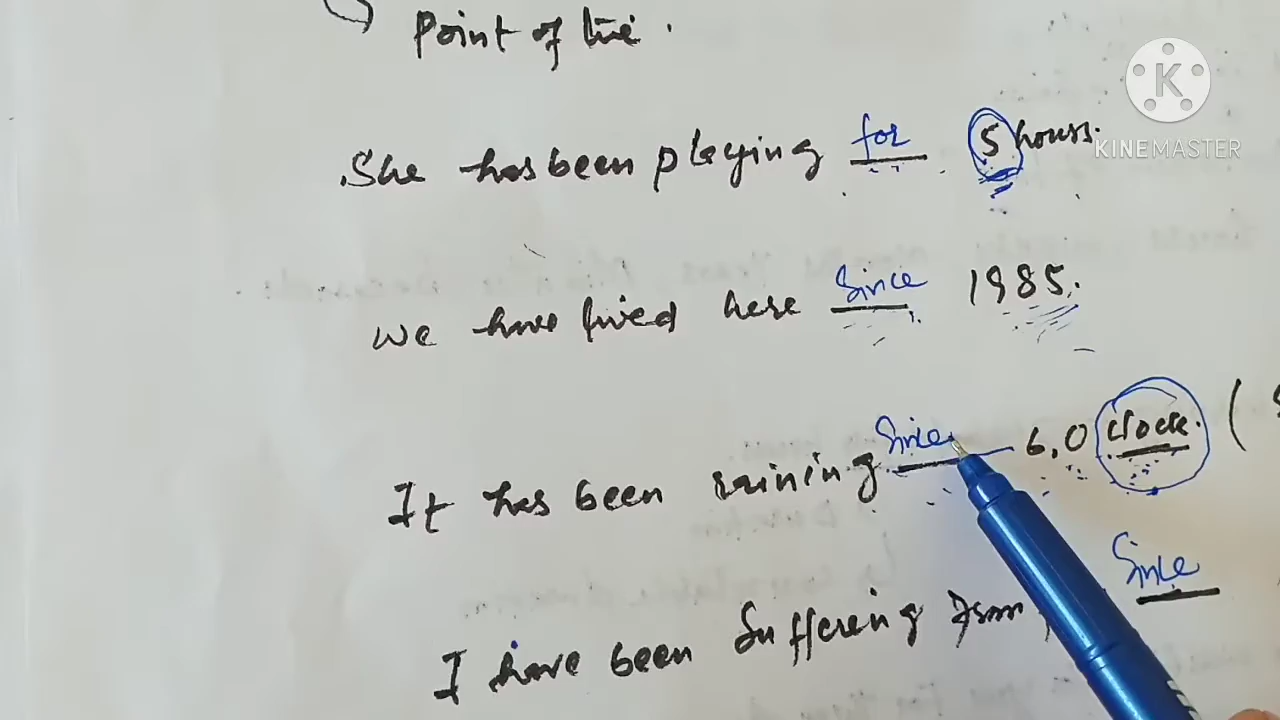 Point of time.
She has been playing for 5 hours.
KINEMASTER
We have lived here Since 1985.
It has been raining Since 6.0 clock. (
I have been Suffering from Since